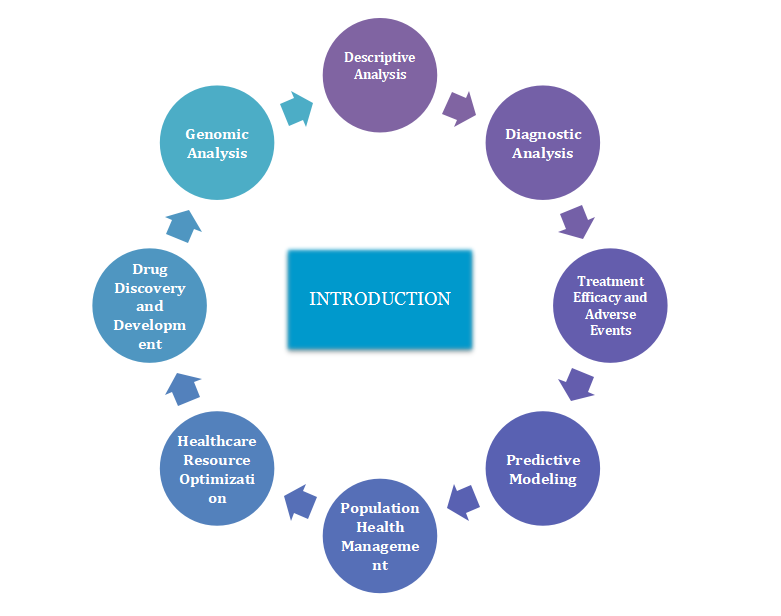 Descriptive
Analysis
Diagnostic
Analysis
Treatment
Efficacy and
Adverse
Events
Predictive
Modeling
Population
Health
Manageme
nt
Healthcare
Resource
Optimizati
on
Drug
Discovery
and
Developm
ent
Genomic
Analysis
INTRODUCTION